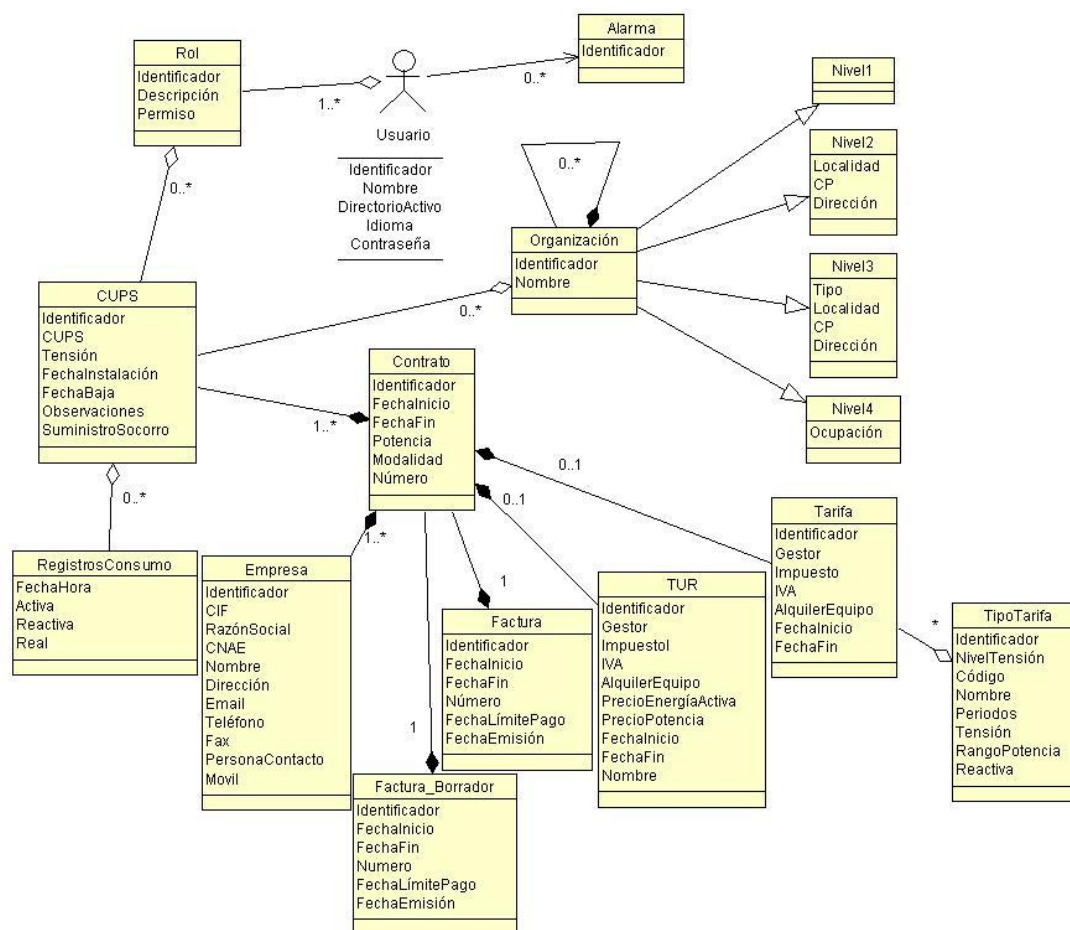 Rol
Identificador
Descripción
Permiso
1..*
Usuario
Identificador
Nombre
DirectorioActivo
Idioma
Contraseña
0..*
Alarma
Identificador
Nivel1
Nivel2
Localidad
CP
Dirección
Nivel3
Tipo
Localidad
CP
Dirección
Nivel4
Ocupación
0..*
Organización
Identificador
Nombre
0..*
0..*
CUPS
Identificador
CUPS
Tensión
FechaInstalación
FechaBaja
Observaciones
SuministroSocorro
1..*
Contrato
Identificador
FechaInicio
FechaFin
Potencia
Modalidad
Número
0..1
0..1
0..*
RegistrosConsumo
FechaHora
Activa
Reactiva
Real
1..*
Empresa
Identificador
CIF
RazónSocial
CNAE
Nombre
Dirección
Email
Teléfono
Fax
PersonaContacto
Movil
1
Factura_Borrador
Identificador
FechaInicio
FechaFin
Numero
FechaLímitePago
FechaEmisión
1
Factura
Identificador
FechaInicio
FechaFin
Número
FechaLímitePago
FechaEmisión
TUR
Identificador
Gestor
Impuestol
IVA
AlquilerEquipo
PrecioEnergíaActiva
PrecioPotencia
FechaInicio
FechaFin
Nombre
Tarifa
Identificador
Gestor
Impuesto
IVA
AlquilerEquipo
FechaInicio
FechaFin
*
TipoTarifa
Identificador
NivelTensión
Código
Nombre
Periodos
Tensión
RangoPotencia
Reactiva